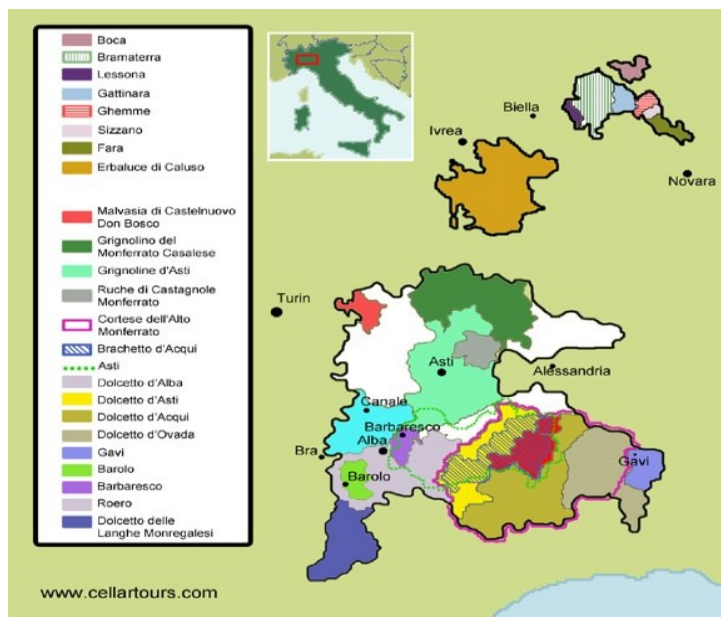 Boca
Bramaterra
Lessona
Gattinara
Ghemme
Sizzano
Fara
Erbaluce di Caluso
Malvasia di Castelnuovo
Don Bosco
Grignolino del
Monferrato Casalese
Grignoline d'Asti
Ruche di Castagnole
Monferrato
Cortese dell'Alto
Monferrato
Brachetto d'Acqui
Asti
Dolcetto d'Alba
Dolcetto d'Asti
Dolcetto d'Acqui
Dolcetto d'Ovada
Gavi
Barolo
Barbaresco
Roero
Dolcetto delle
Langhe Monregalesi
www.cellartours.com
Biella
Ivrea
Novara
Turin
Asti
Alessandria
Canale
Barbaresco
Alba
Bra
Barolo
Gavi